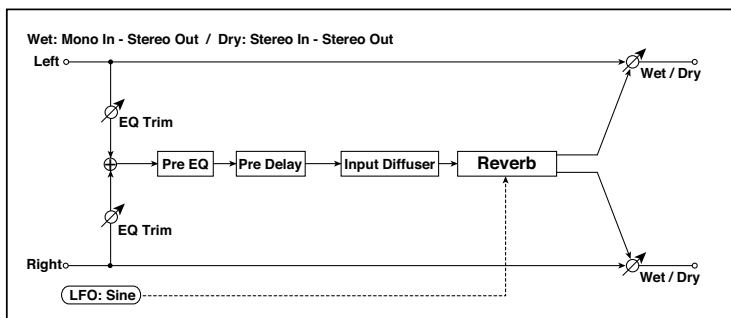 Wet: Mono In - Stereo Out / Dry: Stereo In - Stereo Out
Left
Wet / Dry
EQ Trim
Pre EQ
Pre Delay
Input Diffuser
Reverb
EQ Trim
Right
Wet / Dry
LFO: Sine